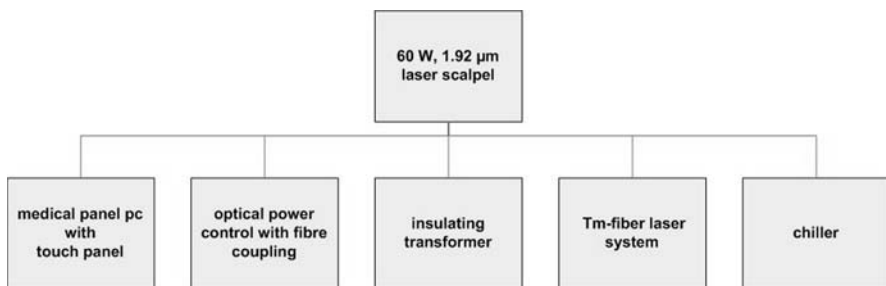 60 W, 1.92 µm
laser scalpel
medical panel pc
with
touch panel
optical power
control with fibre
coupling
insulating
transformer
Tm-fiber laser
system
chiller